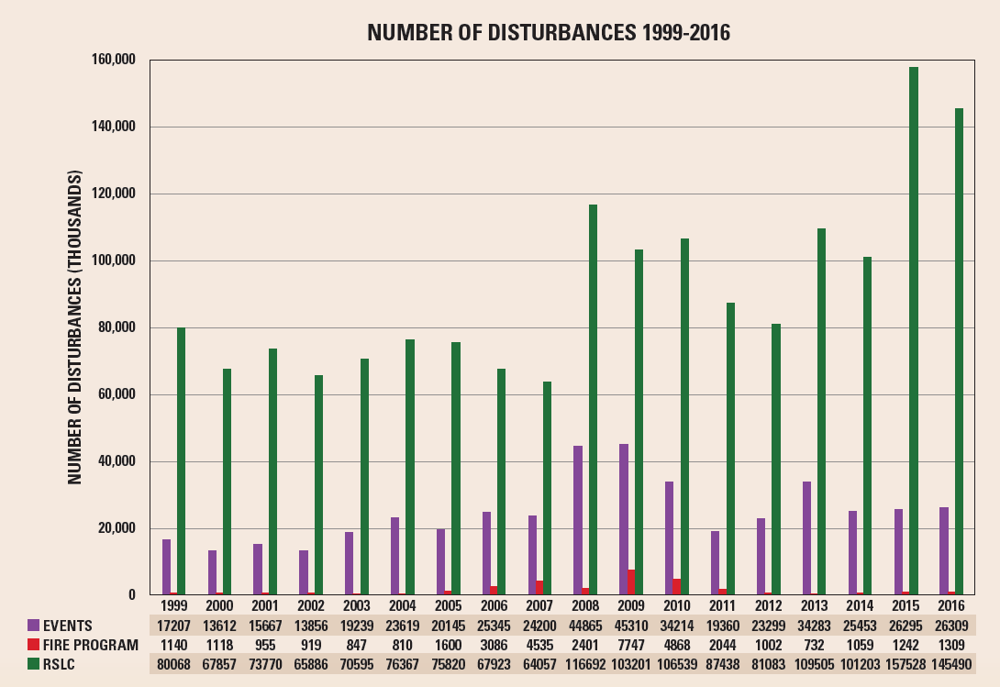 NUMBER OF DISTURBANCES 1999-2016
160,000
140,000
120,000
100,000
80,000
60,000
40,000
20,000
0
NUMBER OF DISTURBANCES (THOUSANDS)
1999 2000 2001 2002 2003 2004 2005 2006 2007 2008 2009 2010 2011 2012 2013 2014 2015 2016
EVENTS 17207 13612 15667 13856 19239 23619 20145 25345 24200 44865 45310 34214 19360 23299 34283 25453 26295 26309
FIRE PROGRAM 1140 1118 955 919 847 810 1600 3086 4535 2401 7747 4868 2044 1002 732 1059 1242 1309
RSLC 80068 67857 73770 65886 70595 76367 75820 67923 64057 116692 103201 106539 87438 81083 109505 101203 157528 145490